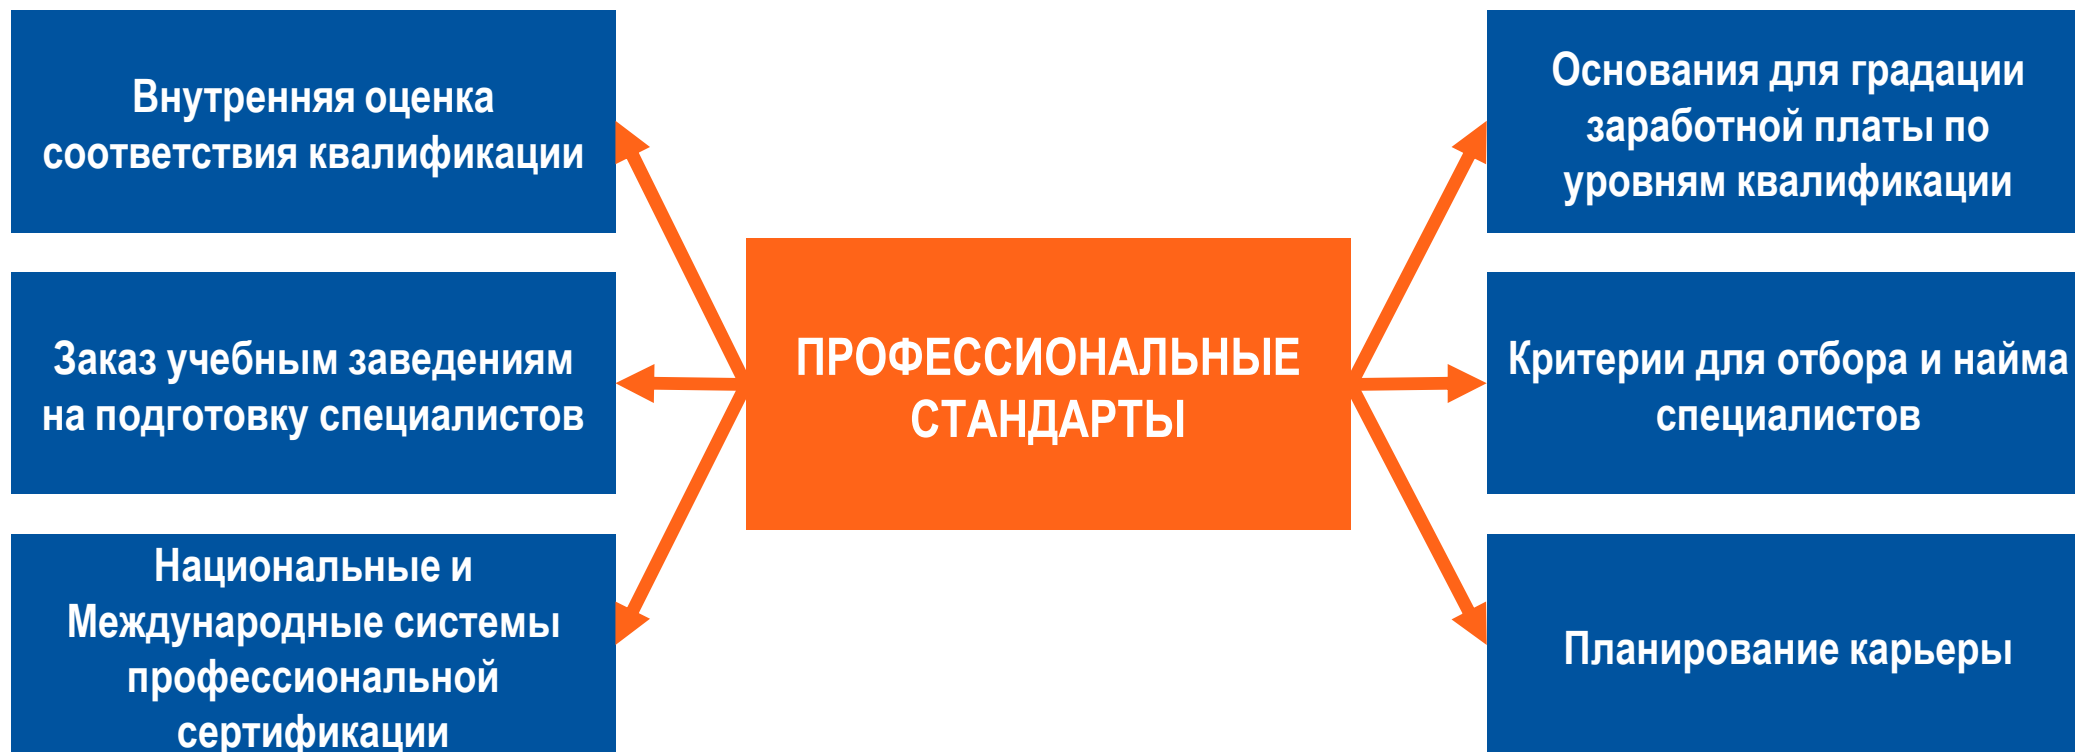 Внутренняя оценка
соответствия квалификации
Заказ учебным заведениям
на подготовку специалистов
Национальные и
Международные системы
профессиональной
сертификации
ПРОФЕССИОНАЛЬНЫЕ
СТАНДАРТЫ
Основания для градации
заработной платы по
уровням квалификации
Критерии для отбора и найма
специалистов
Планирование карьеры